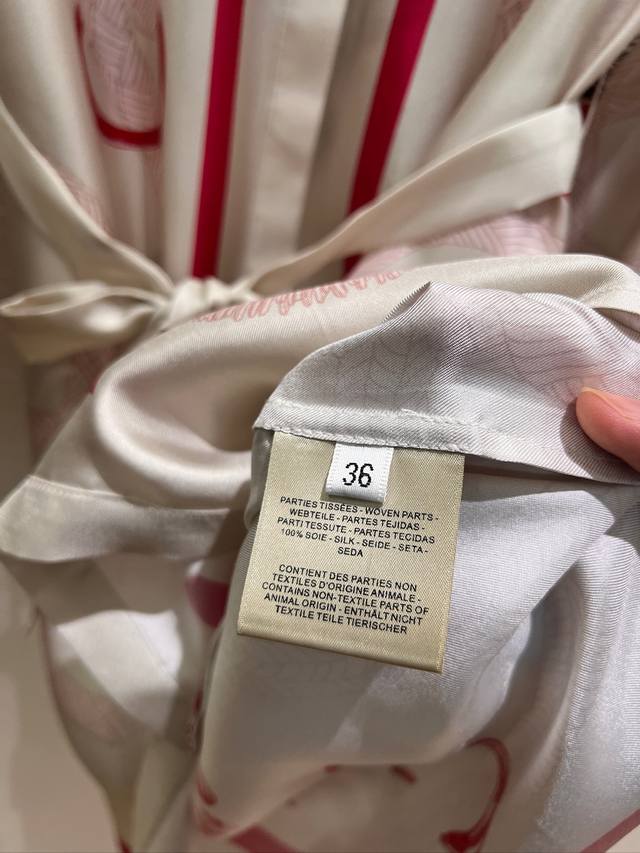 36
PARTIES TISSÉES - WOVEN PARTS -
WEBTEILE - PARTES TEJIDAS -
PARTI TESSUTE - PARTES TECIDAS
100% SOIE - SILK - SEIDE - SETA -
SEDA
CONTIENT DES PARTIES NON
TEXTILES D'ORIGINE ANIMALE -
CONTAINS NON-TEXTILE PARTS OF
ANIMAL ORIGIN - ENTHÄLT NICHT
TEXTILE TEILE TIERISCHER